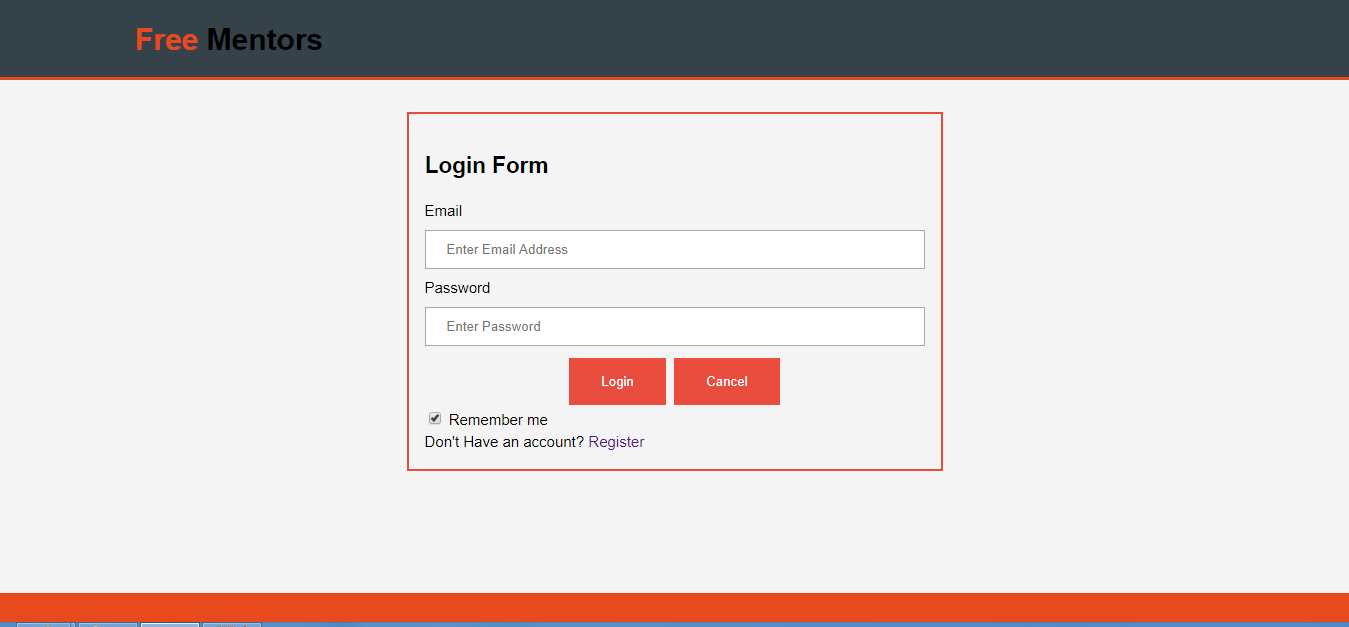 Free Mentors
Login Form
Email
Enter Email Address
Password
Enter Password
Login Cancel
Remember me
Don't Have an account? Register